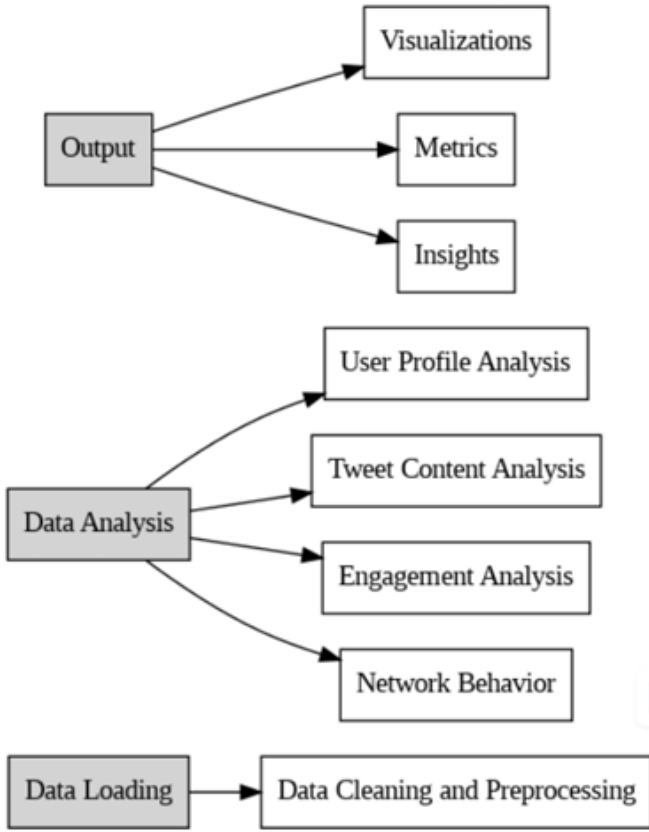 Visualizations
Output
Metrics
Insights
User Profile Analysis
Tweet Content Analysis
Data Analysis
Engagement Analysis
Network Behavior
Data Loading
Data Cleaning and Preprocessing